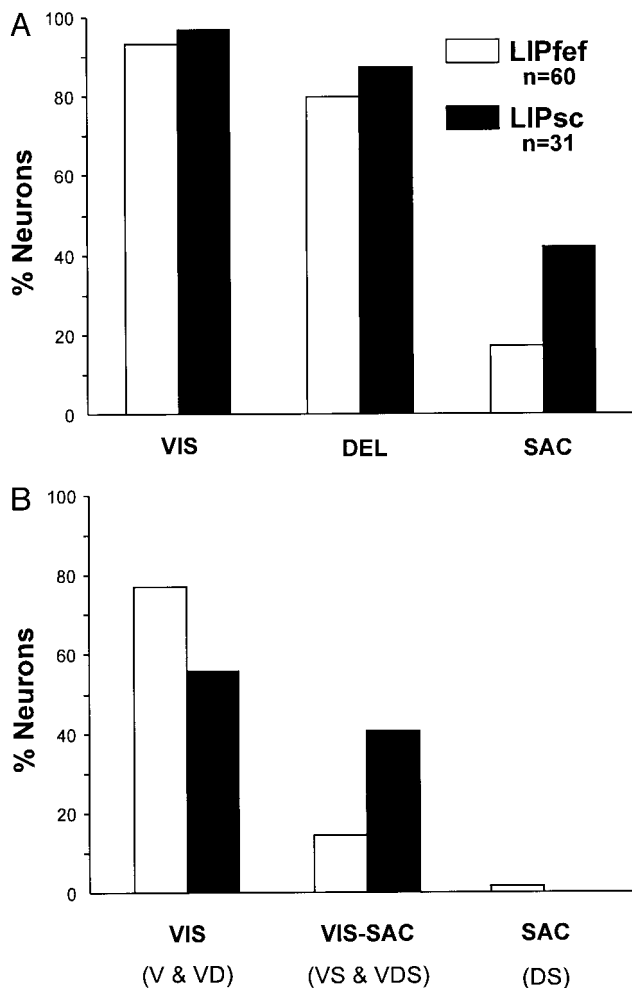 A
100
80
60
40
20
0
% Neurons
LIPfef
n=60
LIPsc
n=31
VIS DEL SAC
B
100
80
60
40
20
0
% Neurons
VIS VIS-SAC SAC
(V & VD) (VS & VDS) (DS)